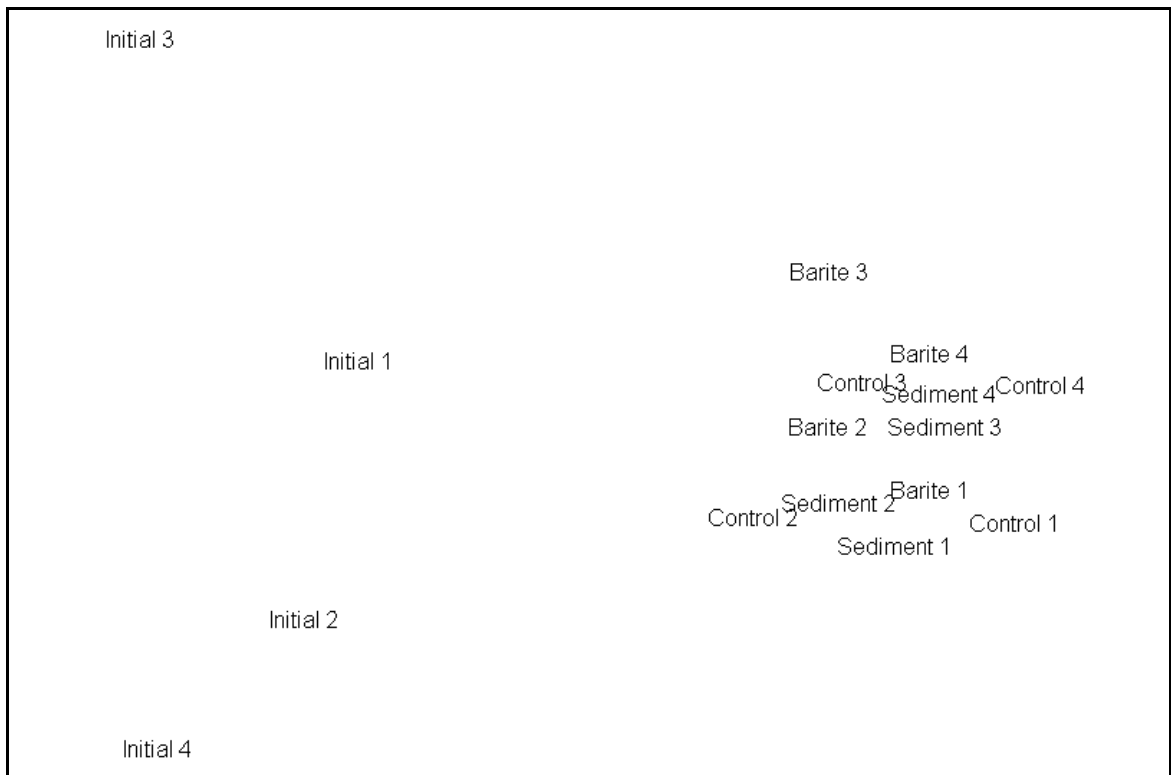 Initial 3
Barite 3
Barite 4
Initial 1
Control 3
Sediment 4
Control 4
Barite 2
Sediment 3
Barite 1
Sediment 2
Control 2
Control 1
Sediment 1
Initial 2
Initial 4